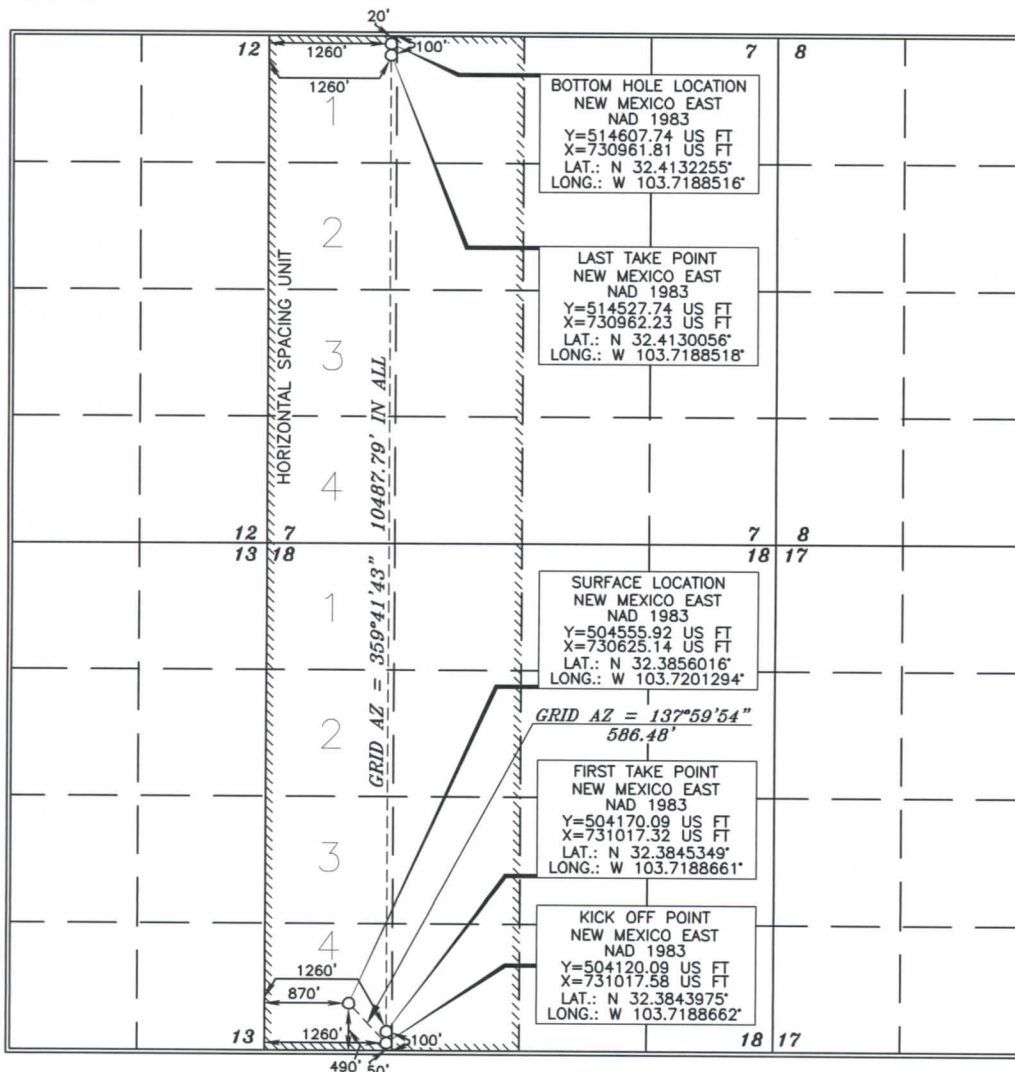 20'
12
1260'
100'
7
8
1260'
1
BOTTOM HOLE LOCATION
NEW MEXICO EAST
NAD 1983
Y=514607.74 US FT
X=730961.81 US FT
LAT.: N 32.4132255°
LONG.: W 103.7188516°
2
HORIZONTAL SPACING UNIT
LAST TAKE POINT
NEW MEXICO EAST
NAD 1983
Y=514527.74 US FT
X=730962.23 US FT
LAT.: N 32.4130056°
LONG.: W 103.7188518°
3
GRID AZ = 359°41'43" 10487.79' IN ALL
4
12
7
7
8
13
18
18
17
1
SURFACE LOCATION
NEW MEXICO EAST
NAD 1983
Y=504555.92 US FT
X=730625.14 US FT
LAT.: N 32.3856016°
LONG.: W 103.7201294°
2
GRID AZ = 137°59'54"
586.48'
FIRST TAKE POINT
NEW MEXICO EAST
NAD 1983
Y=504170.09 US FT
X=731017.32 US FT
LAT.: N 32.3845349°
LONG.: W 103.7188661°
3
KICK OFF POINT
NEW MEXICO EAST
NAD 1983
Y=504120.09 US FT
X=731017.58 US FT
LAT.: N 32.3843975°
LONG.: W 103.7188662°
4
1260'
870'
13
1260'
100'
18
17
490'
50'